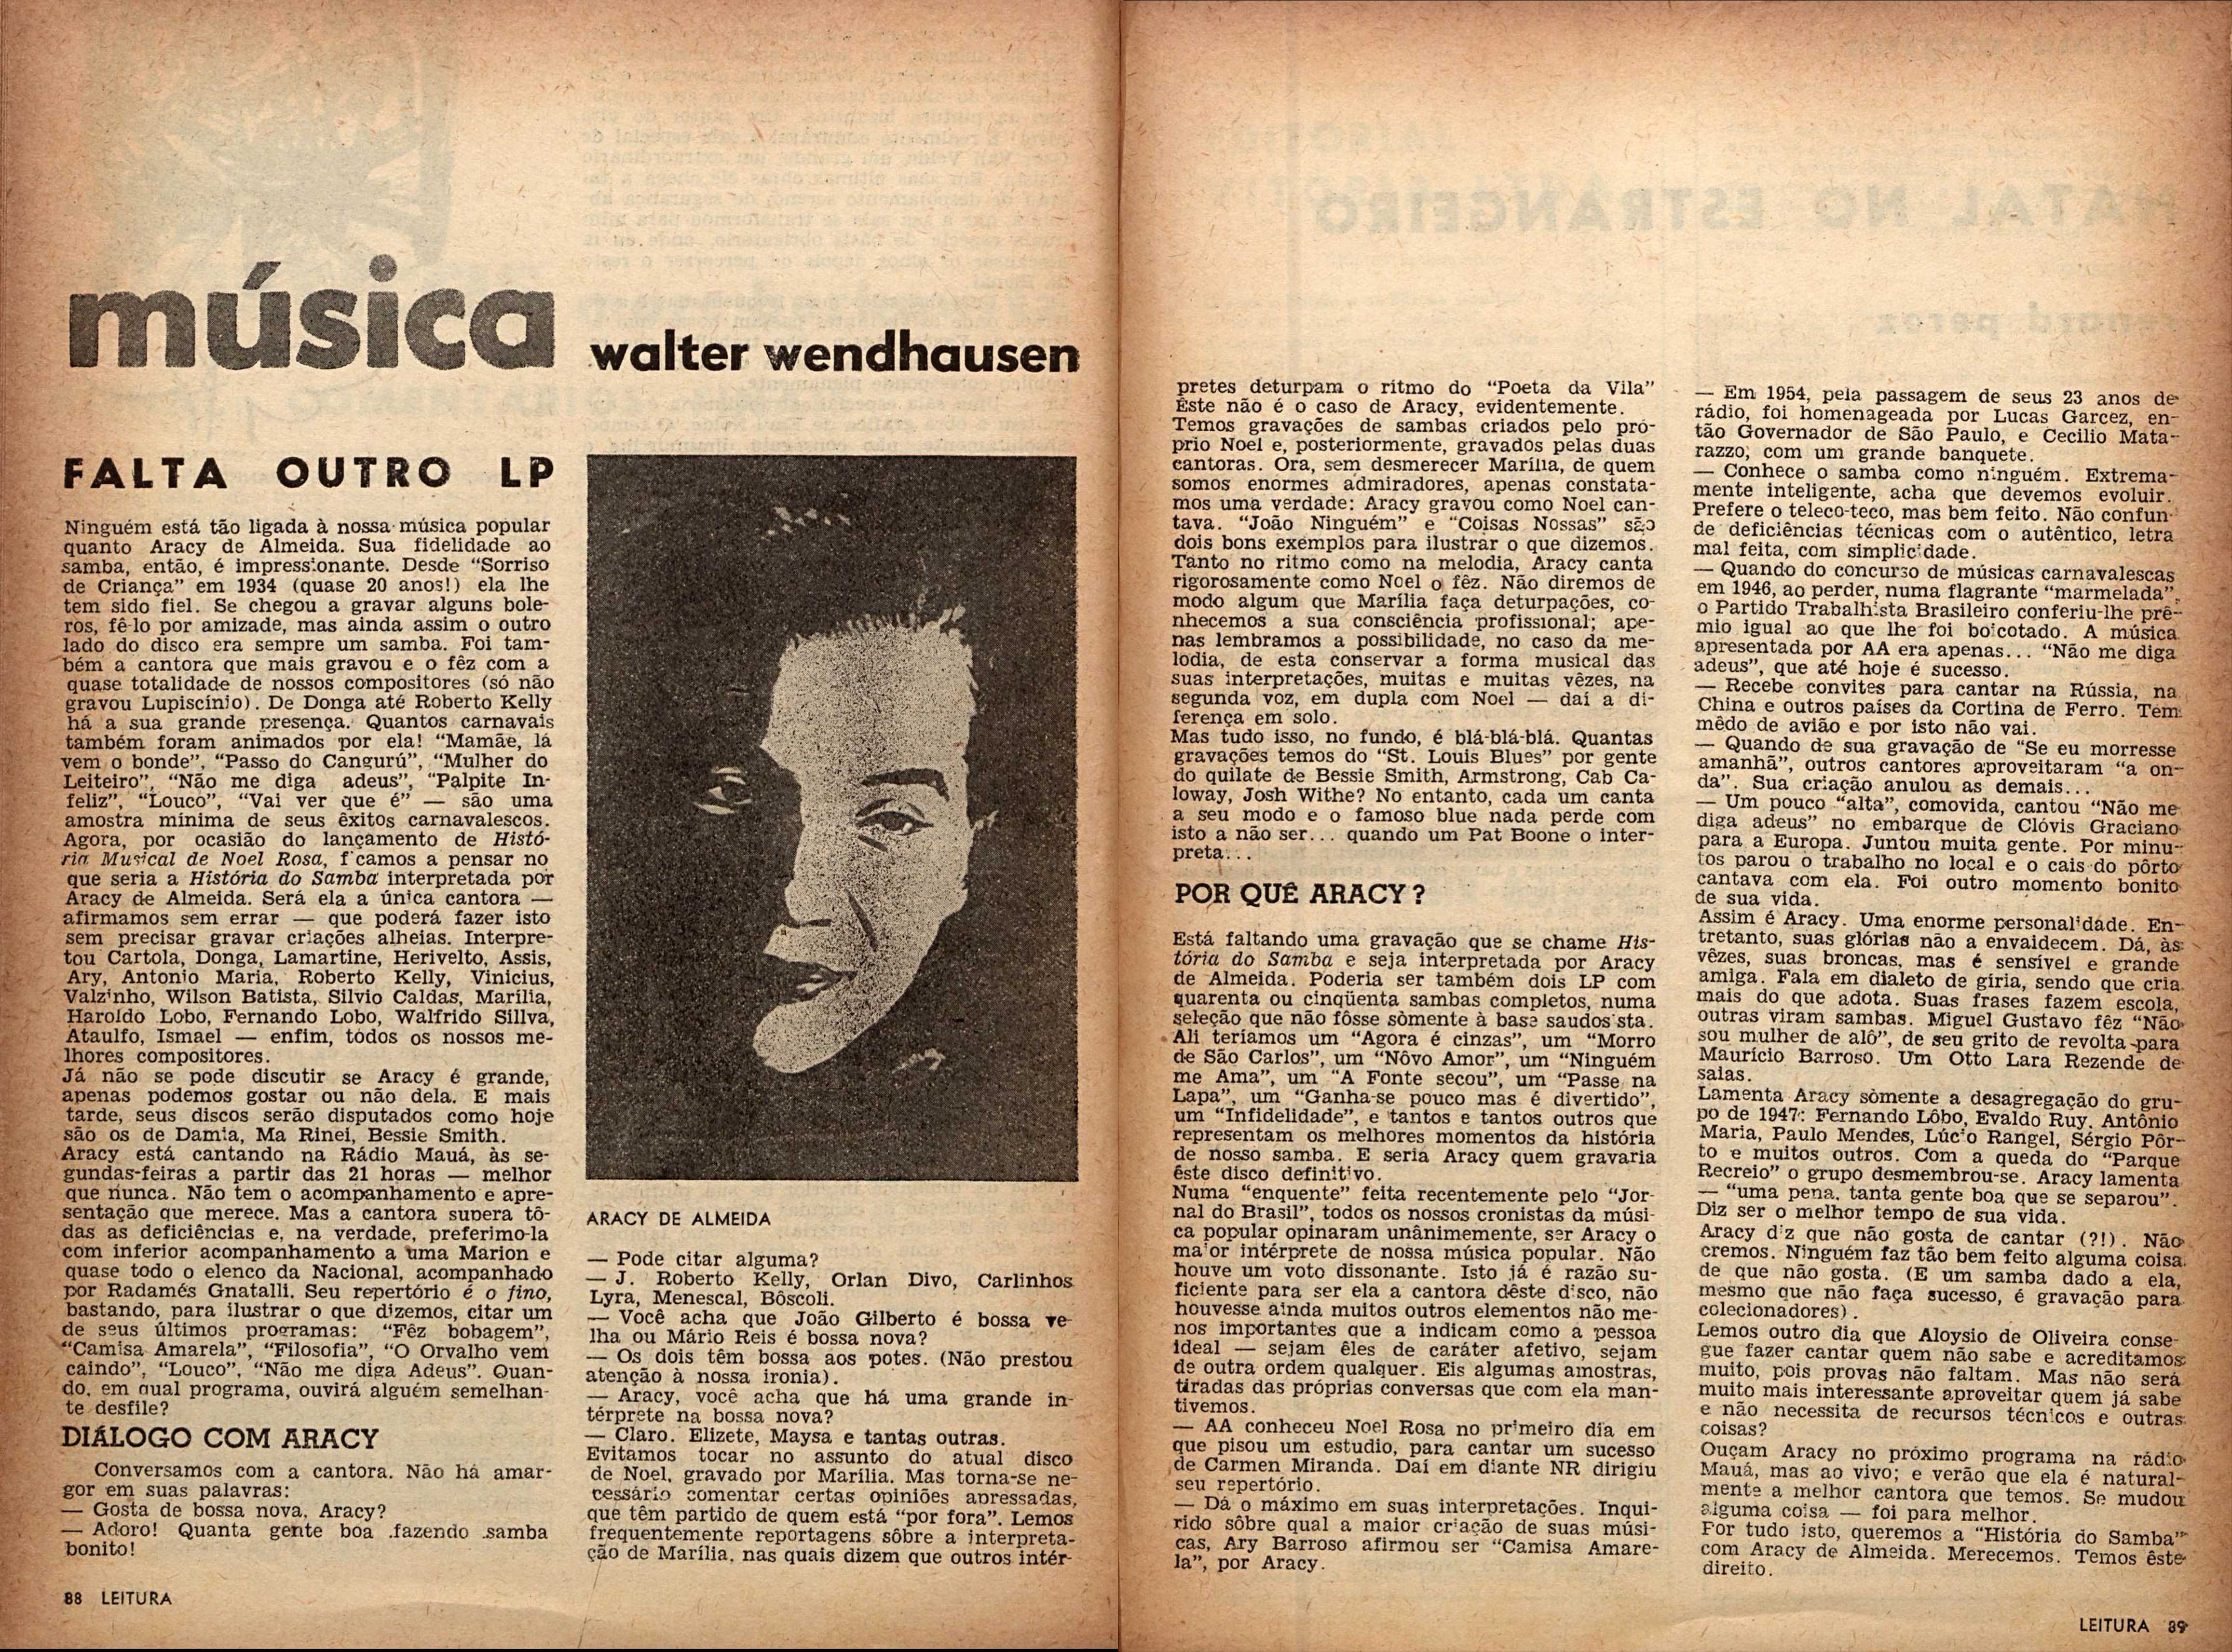 música
walter wendhausen
FALTA OUTRO LP
Ninguém está tão ligada à nossa música popular
quanto Aracy de Almeida. Sua fidelidade ao
samba, então, é impressionante. Desde "Sorriso
de Criança" em 1934 (quase 20 anos!) ela lhe
tem sido fiel. Se chegou a gravar alguns bole-
ros, fê-lo por amizade, mas ainda assim o outro
lado do disco era sempre um samba. Foi tam-
bém a cantora que mais gravou e o fêz com a
quase totalidade de nossos compositores (só não
gravou Lupiscínio). De Donga até Roberto Kelly
há a sua grande presença. Quantos carnavais
também foram animados por ela! "Mamãe, lá
vem o bonde", "Passo do Cangurú", "Mulher do
Leiteiro", "Não me diga adeus", "Palpite In-
feliz", "Louco", "Vai ver que é" — são uma
amostra mínima de seus êxitos carnavalescos.
Agora, por ocasião do lançamento de Histó-
ria Musical de Noel Rosa, ficamos a pensar no
que seria a História do Samba interpretada por
Aracy de Almeida. Será ela a única cantora —
afirmamos sem errar — que poderá fazer isto
sem precisar gravar criações alheias. Interpre-
tou Cartola, Donga, Lamartine, Herivelto, Assis,
Ary, Antonio Maria, Roberto Kelly, Vinicius,
Valzinho, Wilson Batista, Silvio Caldas, Marília,
Haroldo Lobo, Fernando Lobo, Walfrido Sillva,
Ataulfo, Ismael — enfim, todos os nossos me-
lhores compositores.
Já não se pode discutir se Aracy é grande,
apenas podemos gostar ou não dela. E mais
tarde, seus discos serão disputados como hoje
são os de Damia, Ma Rinei, Bessie Smith.
Aracy está cantando na Rádio Mauá, às se-
gundas-feiras a partir das 21 horas — melhor
que nunca. Não tem o acompanhamento e apre-
sentação que merece. Mas a cantora supera tô-
das as deficiências e, na verdade, preferimo-la
com inferior acompanhamento a uma Marion e
quase todo o elenco da Nacional, acompanhado
por Radamés Gnatalli. Seu repertório é o fino,
bastando, para ilustrar o que dizemos, citar um
de seus últimos programas: "Fêz bobagem",
"Camisa Amarela", "Filosofia", "O Orvalho vem
caindo", "Louco", "Não me diga Adeus". Quan-
do, em qual programa, ouvirá alguém semelhan-
te desfile?
DIÁLOGO COM ARACY
Conversamos com a cantora. Não há amar-
gor em suas palavras:
— Gosta de bossa nova, Aracy?
— Adoro! Quanta gente boa .fazendo .samba
bonito!
88 LEITURA
ARACY DE ALMEIDA
— Pode citar alguma?
— J. Roberto Kelly, Orlan Divo, Carlinhos
Lyra, Menescal, Bôscoli.
— Você acha que João Gilberto é bossa ve-
lha ou Mário Reis é bossa nova?
— Os dois têm bossa aos potes. (Não prestou
atenção à nossa ironia).
— Aracy, você acha que há uma grande in-
térprete na bossa nova?
— Claro. Elizete, Maysa e tantas outras.
Evitamos tocar no assunto do atual disco
de Noel, gravado por Marília. Mas torna-se ne-
cessário comentar certas opiniões apressadas,
que têm partido de quem está "por fora". Lemos
frequentemente reportagens sôbre a interpreta-
ção de Marília, nas quais dizem que outros intér-
pretes deturpam o ritmo do "Poeta da Vila"
Êste não é o caso de Aracy, evidentemente.
Temos gravações de sambas criados pelo pró-
prio Noel e, posteriormente, gravados pelas duas
cantoras. Ora, sem desmerecer Marília, de quem
somos enormes admiradores, apenas constata-
mos uma verdade: Aracy gravou como Noel can-
tava. "João Ninguém" e "Coisas Nossas" são
dois bons exemplos para ilustrar o que dizemos.
Tanto no ritmo como na melodia, Aracy canta
rigorosamente como Noel o fêz. Não diremos de
modo algum que Marília faça deturpações, co-
nhecemos a sua consciência profissional; ape-
nas lembramos a possibilidade, no caso da me-
lodia, de esta conservar a forma musical das
suas interpretações, muitas e muitas vêzes, na
segunda voz, em dupla com Noel — daí a di-
ferença em solo.
Mas tudo isso, no fundo, é blá-blá-blá. Quantas
gravações temos do "St. Louis Blues" por gente
do quilate de Bessie Smith, Armstrong, Cab Ca-
loway, Josh Withe? No entanto, cada um canta
a seu modo e o famoso blue nada perde com
isto a não ser... quando um Pat Boone o inter-
preta...
POR QUÊ ARACY?
Está faltando uma gravação que se chame His-
tória do Samba e seja interpretada por Aracy
de Almeida. Poderia ser também dois LP com
quarenta ou cinqüenta sambas completos, numa
seleção que não fôsse sòmente à base saudosista.
Ali teríamos um "Agora é cinzas", um "Morro
de São Carlos", um "Nôvo Amor", um "Ninguém
me Ama", um "A Fonte secou", um "Passe na
Lapa", um "Ganha-se pouco mas é divertido",
um "Infidelidade", e tantos e tantos outros que
representam os melhores momentos da história
de nosso samba. E seria Aracy quem gravaria
êste disco definitivo.
Numa "enquente" feita recentemente pelo "Jor-
nal do Brasil", todos os nossos cronistas da músi-
ca popular opinaram unânimemente, ser Aracy o
maior intérprete de nossa música popular. Não
houve um voto dissonante. Isto já é razão su-
ficiente para ser ela a cantora dêste disco, não
houvesse ainda muitos outros elementos não me-
nos importantes que a indicam como a pessoa
ideal — sejam êles de caráter afetivo, sejam
de outra ordem qualquer. Eis algumas amostras,
tiradas das próprias conversas que com ela man-
tivemos.
— AA conheceu Noel Rosa no primeiro dia em
que pisou um estudio, para cantar um sucesso
de Carmen Miranda. Daí em diante NR dirigiu
seu repertório.
— Dá o máximo em suas interpretações. Inqui-
rido sôbre qual a maior criação de suas músi-
cas, Ary Barroso afirmou ser "Camisa Amare-
la", por Aracy.
— Em 1954, pela passagem de seus 23 anos de
rádio, foi homenageada por Lucas Garcez, en-
tão Governador de São Paulo, e Cecilio Mata-
razzo, com um grande banquete.
— Conhece o samba como ninguém. Extrema-
mente inteligente, acha que devemos evoluir.
Prefere o teleco-teco, mas bem feito. Não confun-
de deficiências técnicas com o autêntico, letra
mal feita, com simplicidade.
— Quando do concurso de músicas carnavalescas
em 1946, ao perder, numa flagrante "marmelada",
o Partido Trabalhista Brasileiro conferiu-lhe prê-
mio igual ao que lhe foi boicotado. A música
apresentada por AA era apenas... "Não me diga
adeus", que até hoje é sucesso.
— Recebe convites para cantar na Rússia, na
China e outros países da Cortina de Ferro. Tem
mêdo de avião e por isto não vai.
— Quando de sua gravação de "Se eu morresse
amanhã", outros cantores aproveitaram "a on-
da". Sua criação anulou as demais...
— Um pouco "alta", comovida, cantou "Não me
diga adeus" no embarque de Clóvis Graciano
para a Europa. Juntou muita gente. Por minu-
tos parou o trabalho no local e o cais do pôrto
cantava com ela. Foi outro momento bonito
de sua vida.
Assim é Aracy. Uma enorme personalidade. En-
tretanto, suas glórias não a envaidecem. Dá, às
vêzes, suas broncas, mas é sensível e grande
amiga. Fala em dialeto de gíria, sendo que cria
mais do que adota. Suas frases fazem escola,
outras viram sambas. Miguel Gustavo fêz "Não
sou mulher de alô", de seu grito de revolta para
Maurício Barroso. Um Otto Lara Rezende de
saias.
Lamenta Aracy sòmente a desagregação do gru-
po de 1947: Fernando Lôbo, Evaldo Ruy, Antônio
Maria, Paulo Mendes, Lúcio Rangel, Sérgio Pôr-
to e muitos outros. Com a queda do "Parque
Recreio" o grupo desmembrou-se. Aracy lamenta
— "uma pena, tanta gente boa que se separou".
Diz ser o melhor tempo de sua vida.
Aracy diz que não gosta de cantar (?!). Não
cremos. Ninguém faz tão bem feito alguma coisa
de que não gosta. (E um samba dado a ela,
mesmo que não faça sucesso, é gravação para
colecionadores).
Lemos outro dia que Aloysio de Oliveira conse-
gue fazer cantar quem não sabe e acreditamos
muito, pois provas não faltam. Mas não será
muito mais interessante aproveitar quem já sabe
e não necessita de recursos técnicos e outras
coisas?
Ouçam Aracy no próximo programa na rádio
Mauá, mas ao vivo; e verão que ela é natural-
mente a melhor cantora que temos. Se mudou
alguma coisa — foi para melhor.
For tudo isto, queremos a "História do Samba"
com Aracy de Almeida. Merecemos. Temos êste
direito.
LEITURA 89